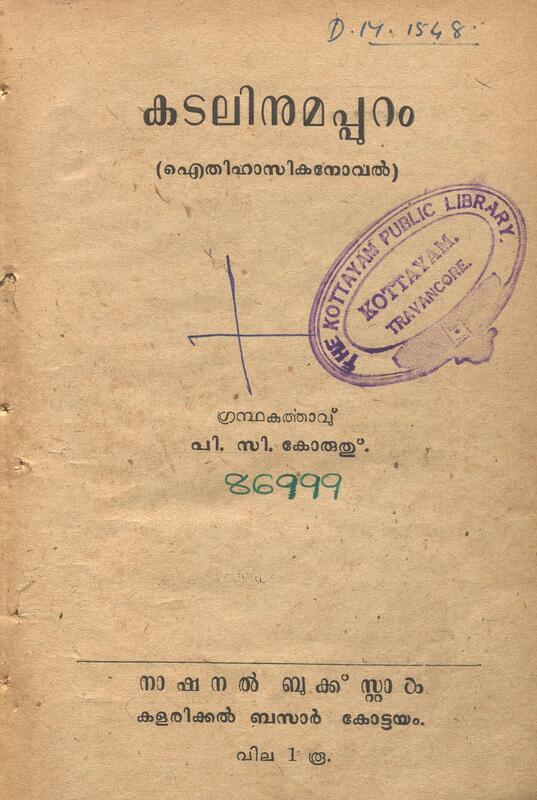 D. M. 1548.
കടലിനുമപ്പുറം
(ഐതിഹാസികനോവൽ)
THE KOTTAYAM PUBLIC LIBRARY.
KOTTAYAM.
TRAVANCORE.
ഗ്രന്ഥകർത്താവു്
പി. സി. കോരുതു്.
86999
നാഷനൽ ബുക്ക് സ്റ്റാൾ
കളരിക്കൽ ബസാർ കോട്ടയം.
വില 1 രൂ.